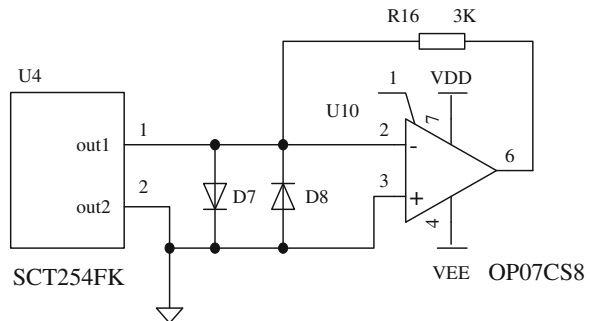 R16 3K
U4
1 VDD
U10
7
out1 1
2 -
6
3
+
out2 2
D7 D8
4
SCT254FK
VEE OP07CS8